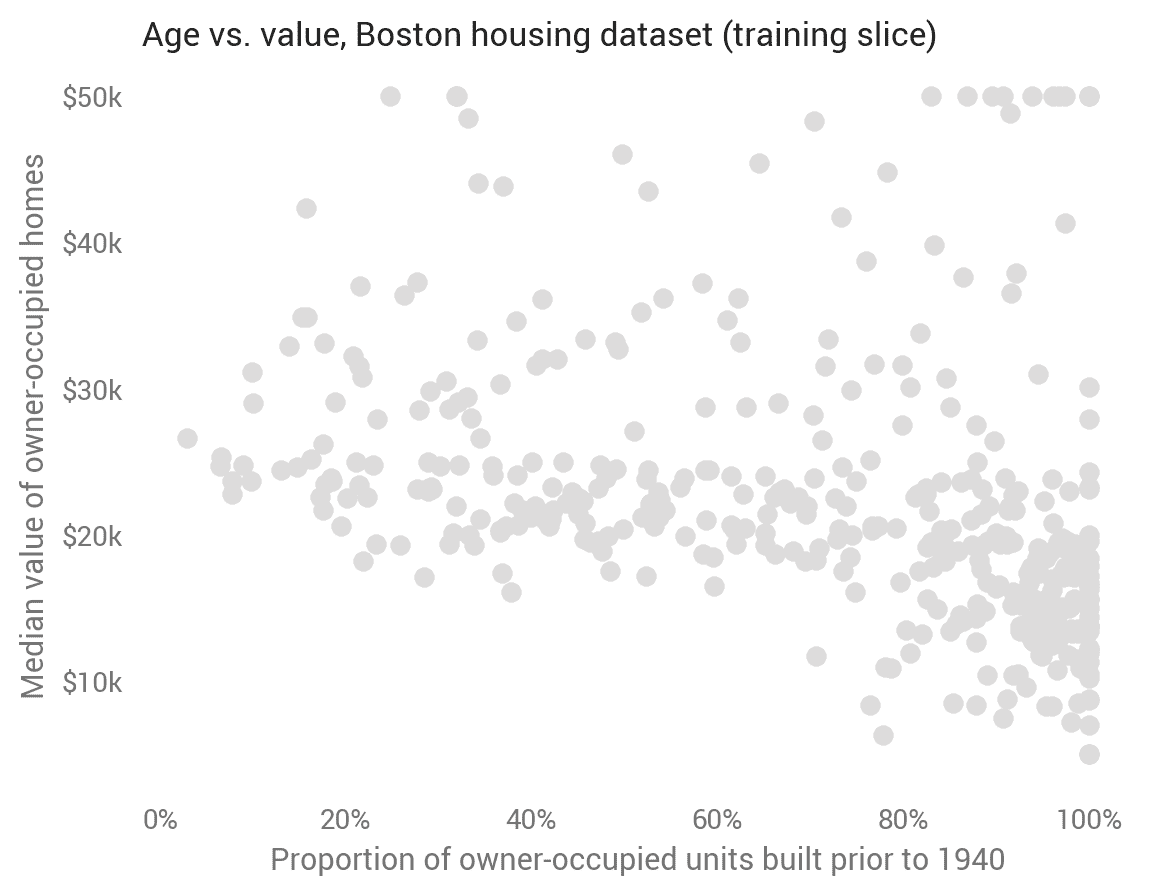 Age vs. value, Boston housing dataset (training slice)
Median value of owner-occupied homes
$50k
$40k
$30k
$20k
$10k
0% 20% 40% 60% 80% 100%
Proportion of owner-occupied units built prior to 1940